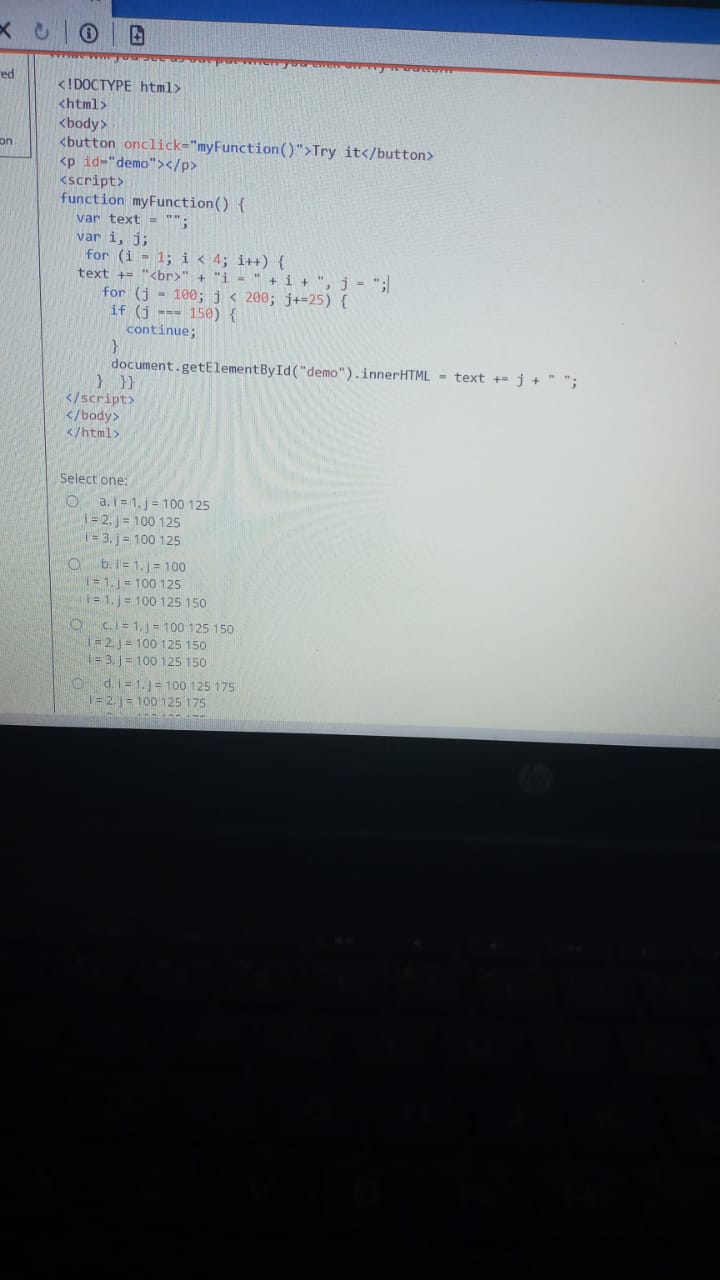 ed
on
<!DOCTYPE html>
<html>
<body>
<button onclick="myFunction()">Try it</button>
<p id="demo"></p>
<script>
function myFunction() {
var text = "";
var i, j;
for (i = 1; i < 4; i++) {
text += "<br>" + "i = " + i + ", j = ";
for (j = 100; j < 200; j+=25) {
if (j === 150) {
continue;
}
document.getElementById("demo").innerHTML = text += j + " ";
} }}
</script>
</body>
</html>
Select one:
a. i = 1, j = 100 125
i = 2, j = 100 125
i = 3, j = 100 125
b. i = 1, j = 100
i = 1, j = 100 125
i = 1, j = 100 125 150
c. i = 1, j = 100 125 150
i = 2, j = 100 125 150
i = 3, j = 100 125 150
d. i = 1, j = 100 125 175
i = 2, j = 100 125 175
hp